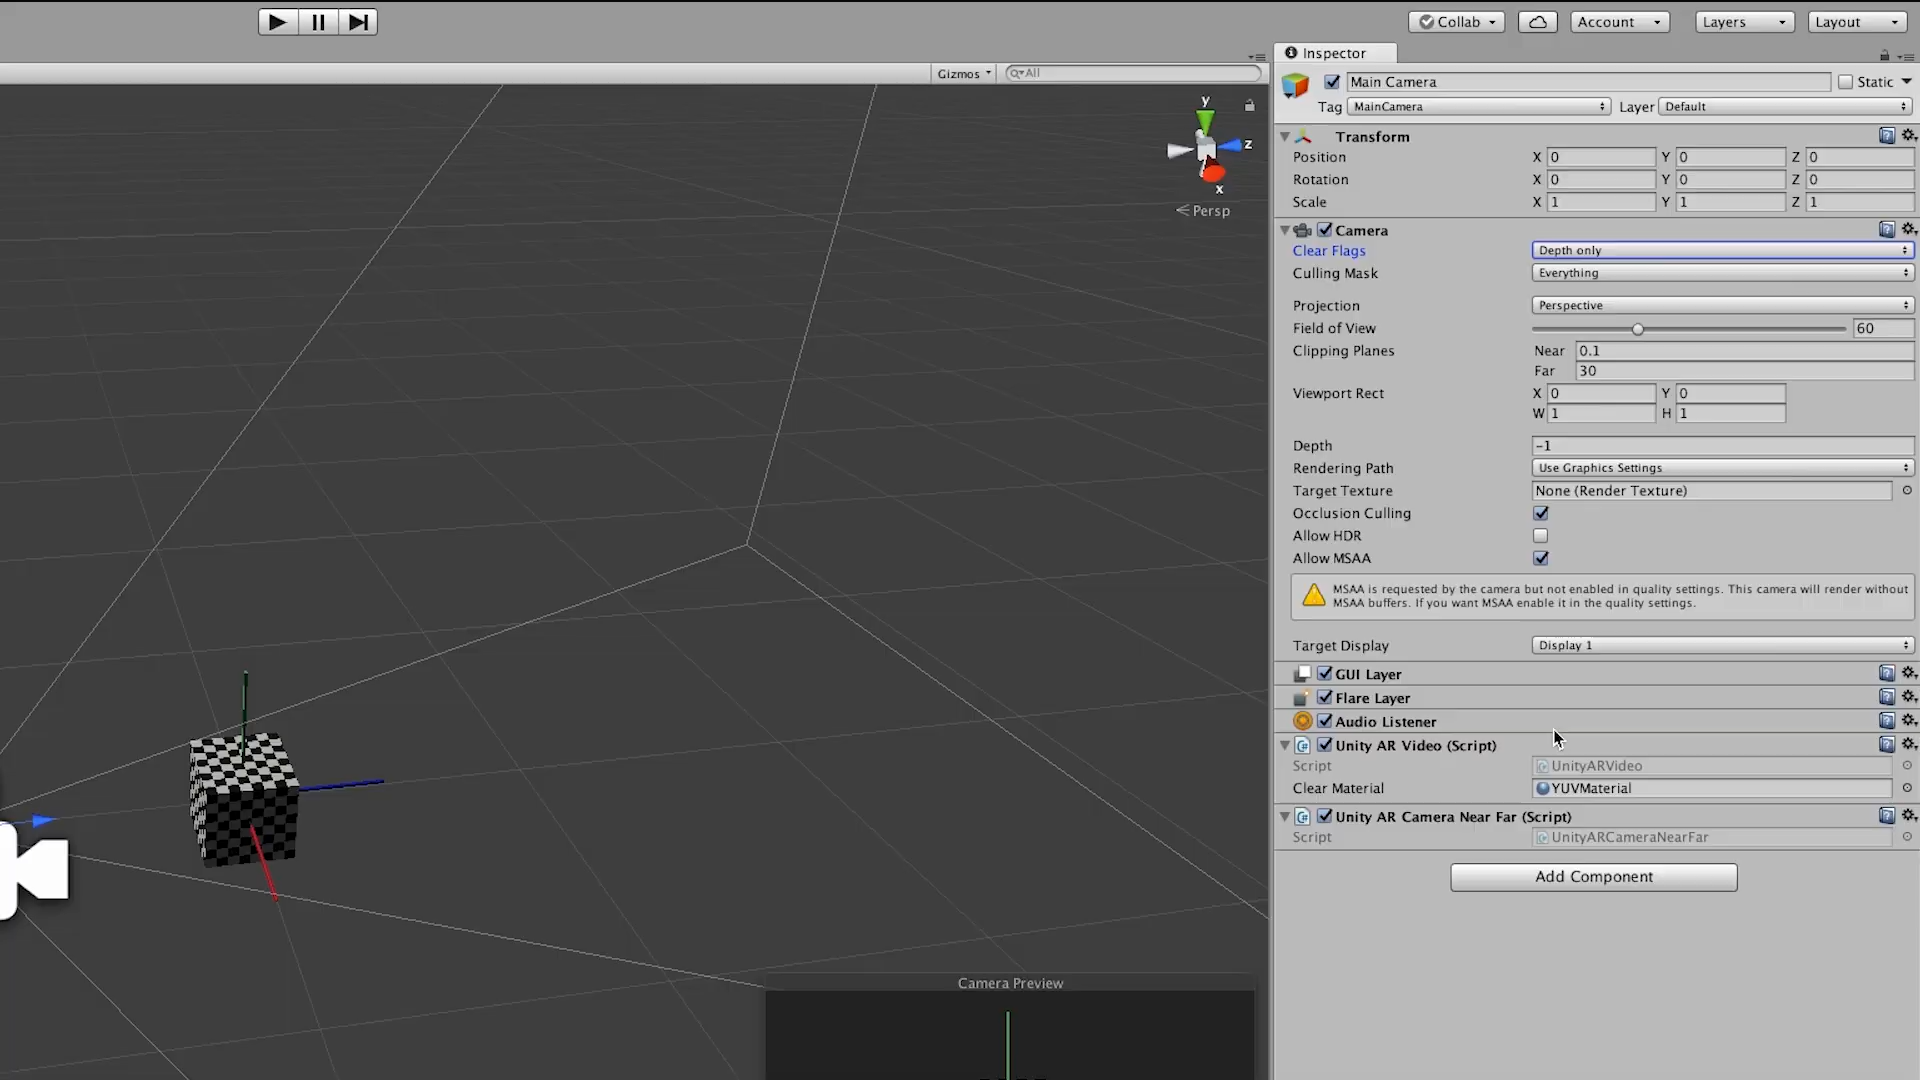 Collab
Account
Layers
Layout
Gizmos
All
Inspector
Main Camera
Static
Tag MainCamera Layer Default
y
z
x
Persp
Transform
Position X 0 Y 0 Z 0
Rotation X 0 Y 0 Z 0
Scale X 1 Y 1 Z 1
Camera
Clear Flags Depth only
Culling Mask Everything
Projection Perspective
Field of View 60
Clipping Planes Near 0.1
Far 30
Viewport Rect X 0 Y 0
W 1 H 1
Depth -1
Rendering Path Use Graphics Settings
Target Texture None (Render Texture)
Occlusion Culling
Allow HDR
Allow MSAA
MSAA is requested by the camera but not enabled in quality settings. This camera will render without
MSAA buffers. If you want MSAA enable it in the quality settings.
Target Display Display 1
GUI Layer
Flare Layer
Audio Listener
Unity AR Video (Script)
Script UnityARVideo
Clear Material YUVMaterial
Unity AR Camera Near Far (Script)
Script UnityARCameraNearFar
Add Component
Camera Preview